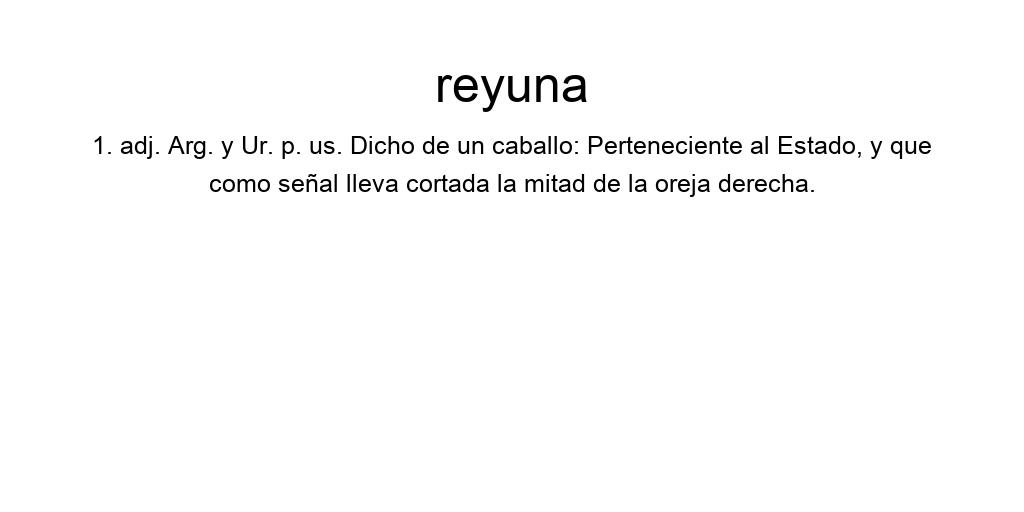 reyuna
1. adj. Arg. y Ur. p. us. Dicho de un caballo: Perteneciente al Estado, y que
como señal lleva cortada la mitad de la oreja derecha.